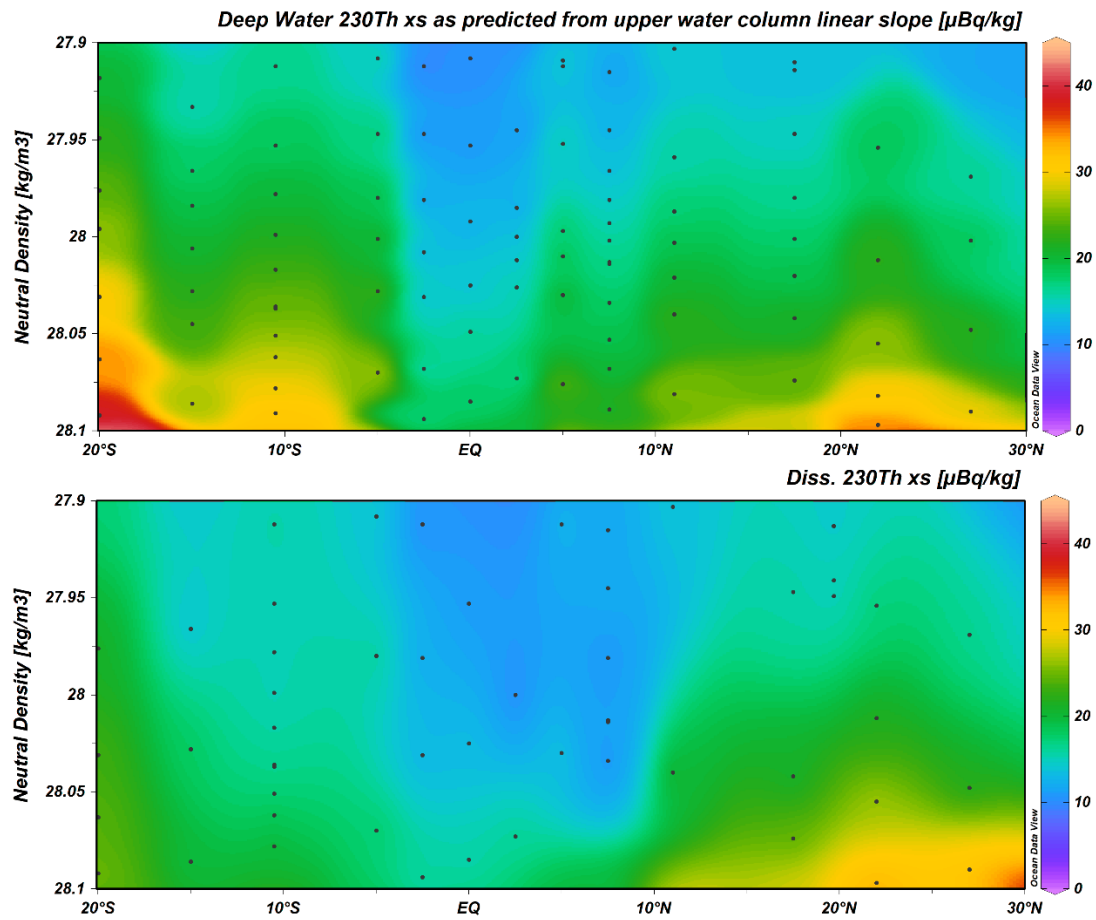 Deep Water 230Th xs as predicted from upper water column linear slope [µBq/kg]
Neutral Density [kg/m3]
27.9
27.95
28
28.05
28.1
20°S
10°S
EQ
10°N
20°N
30°N
Ocean Data View
40
30
20
10
0
Diss. 230Th xs [µBq/kg]
Neutral Density [kg/m3]
27.9
27.95
28
28.05
28.1
20°S
10°S
EQ
10°N
20°N
30°N
Ocean Data View
40
30
20
10
0